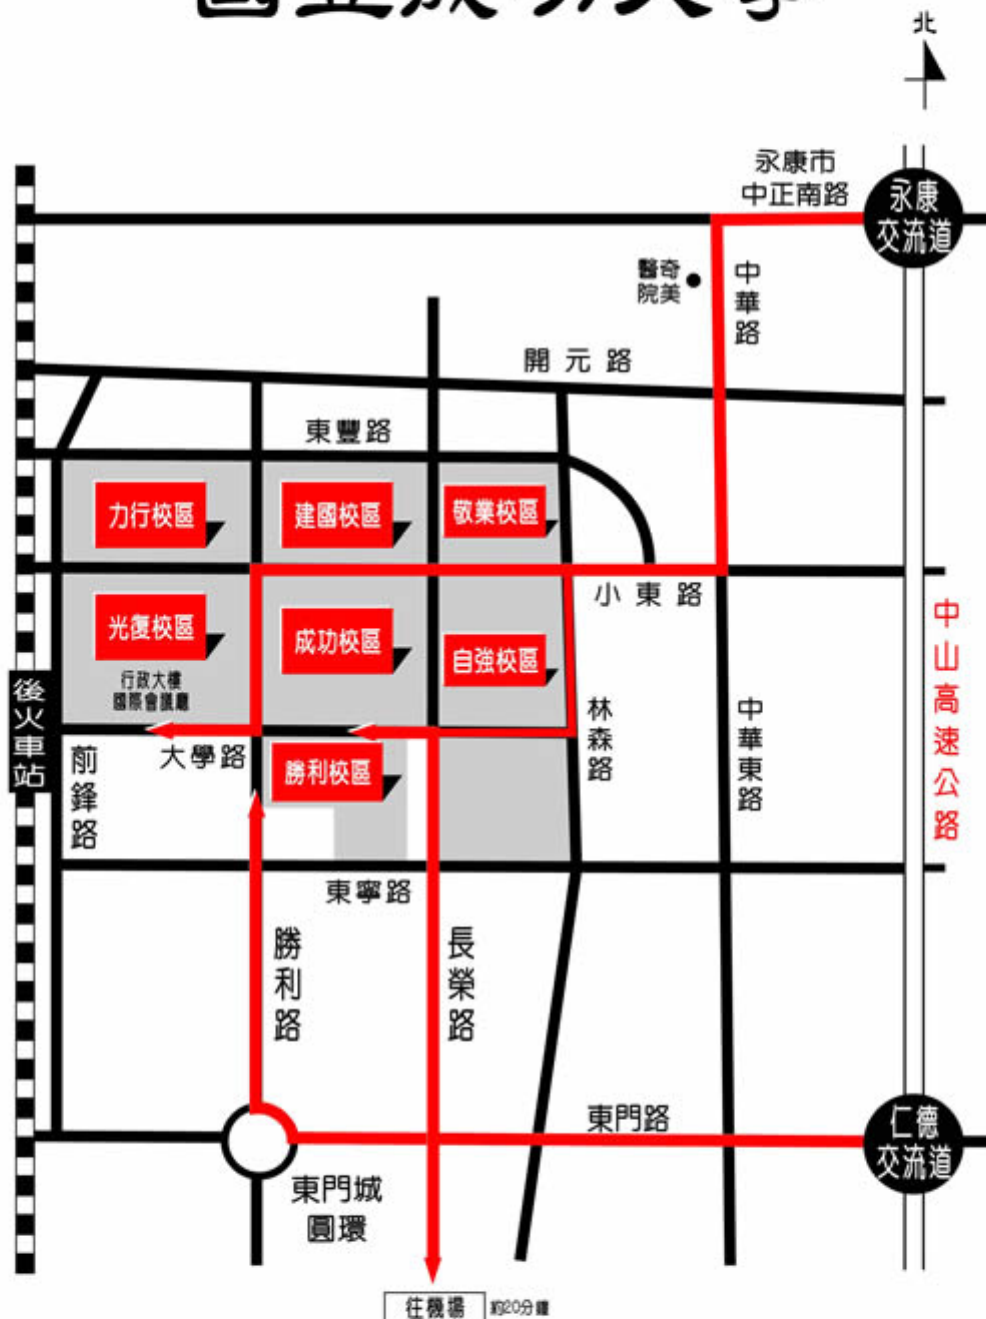 國立成功大學
北
永康市
中正南路
永康
交流道
奇美
醫院
中華路
開元路
東豐路
力行校區
建國校區
敬業校區
小東路
光復校區
成功校區
自強校區
行政大樓
國際會議廳
中山高速公路
後火車站
前鋒路
大學路
勝利校區
林森路
中華東路
東寧路
勝利路
長榮路
東門路
仁德
交流道
東門城
圓環
往機場
約20分鐘